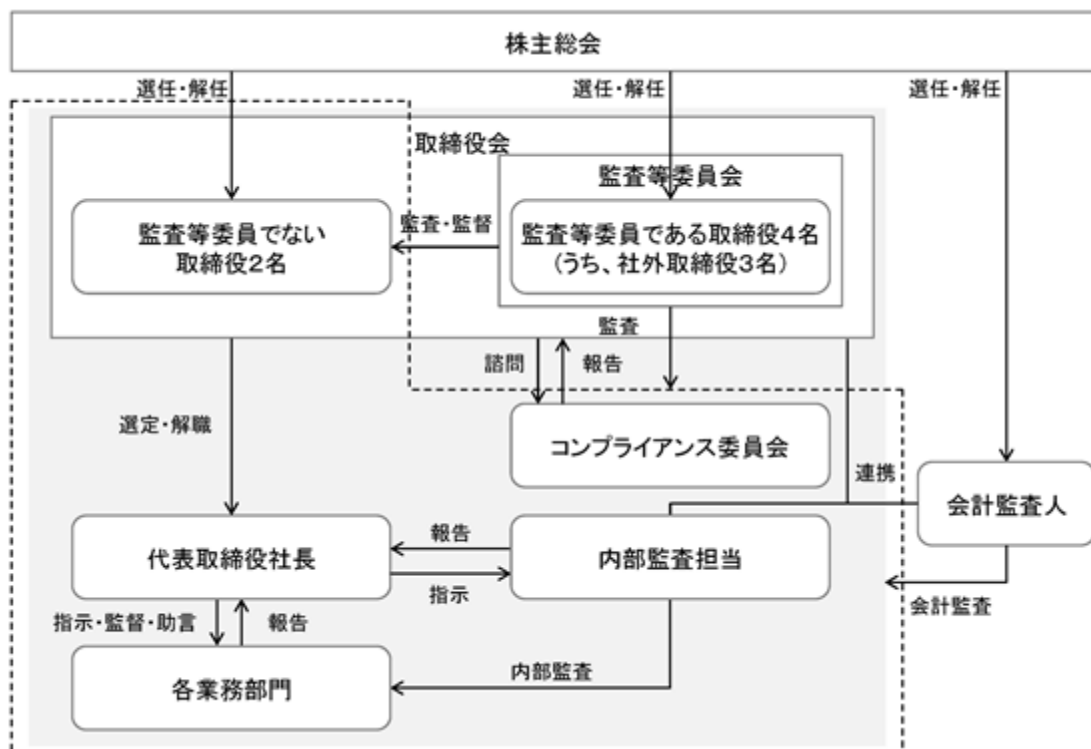 株主総会
選任・解任
選任・解任
選任・解任
取締役会
監査等委員会
監査等委員でない
取締役2名
監査・監督
監査等委員である取締役4名
(うち、社外取締役3名)
監査
諮問
報告
選定・解職
コンプライアンス委員会
連携
会計監査人
代表取締役社長
報告
指示
内部監査担当
会計監査
指示・監督・助言
報告
各業務部門
内部監査